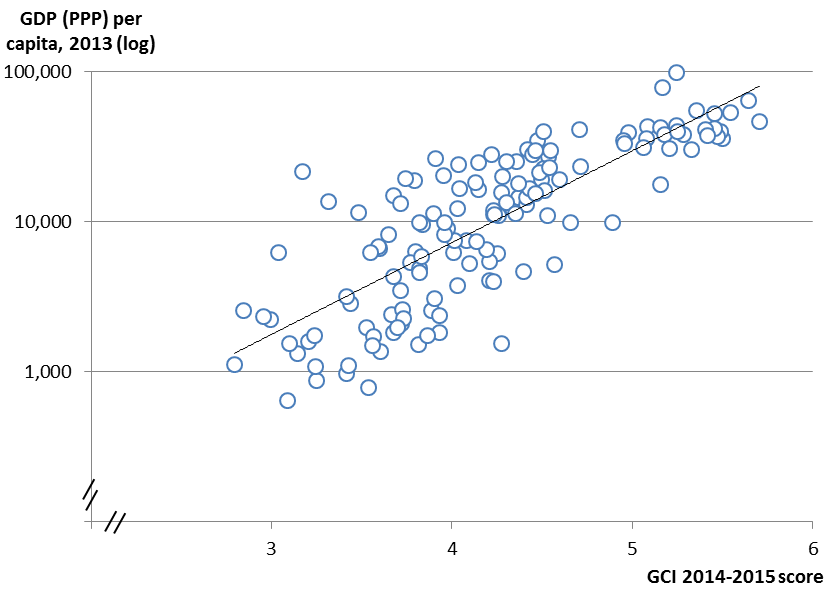 GDP (PPP) per
capita, 2013 (log)
100,000
10,000
1,000
3 4 5 6
GCI 2014-2015 score